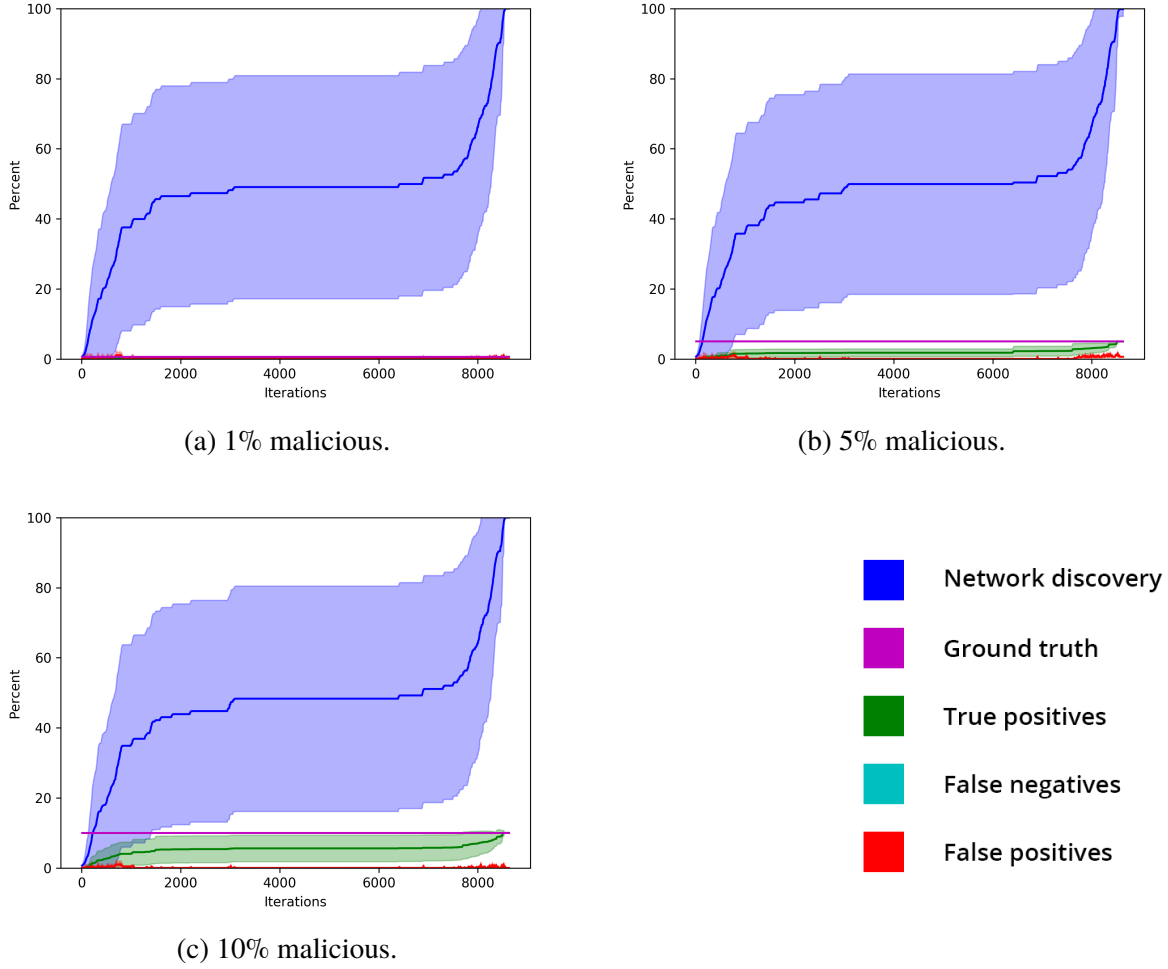 100
80
60
40
20
0
Percent
0 2000 4000 6000 8000
Iterations
(a) 1% malicious.
100
80
60
40
20
0
Percent
0 2000 4000 6000 8000
Iterations
(b) 5% malicious.
100
80
60
40
20
0
Percent
0 2000 4000 6000 8000
Iterations
(c) 10% malicious.
Network discovery
Ground truth
True positives
False negatives
False positives